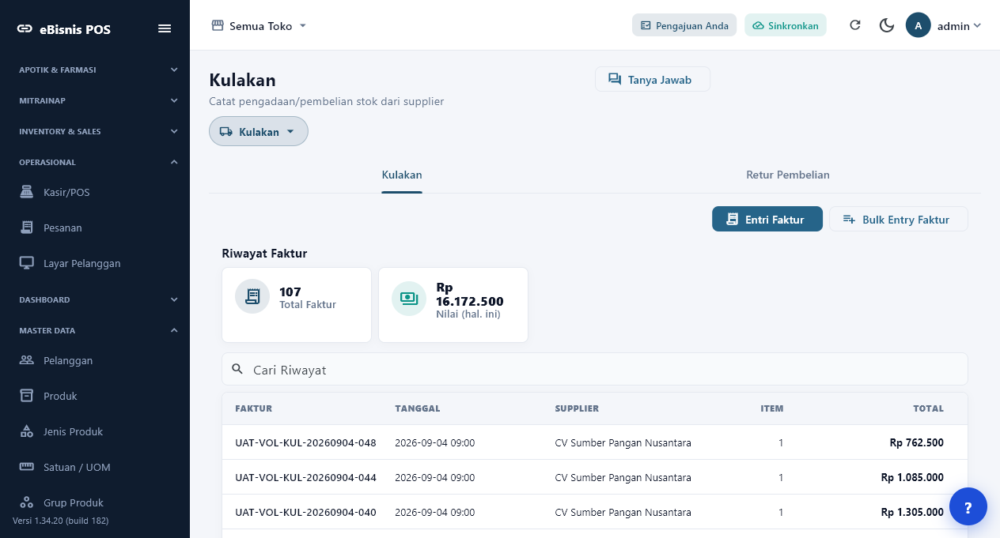 eBisnis POS
APOTIK & FARMASI
MITRAINAP
INVENTORY & SALES
OPERASIONAL
Kasir/POS
Pesanan
Layar Pelanggan
DASHBOARD
MASTER DATA
Pelanggan
Produk
Jenis Produk
Satuan / UOM
Grup Produk
Versi 1.34.20 (build 182)
Semua Toko
Pengajuan Anda
Sinkronkan
A
admin
Kulakan
Tanya Jawab
Catat pengadaan/pembelian stok dari supplier
Kulakan
Kulakan
Retur Pembelian
Entri Faktur
Bulk Entry Faktur
Riwayat Faktur
107
Total Faktur
Rp
16.172.500
Nilai (hal. ini)
Cari Riwayat
FAKTUR TANGGAL SUPPLIER ITEM TOTAL
UAT-VOL-KUL-20260904-048 2026-09-04 09:00 CV Sumber Pangan Nusantara 1 Rp 762.500
UAT-VOL-KUL-20260904-044 2026-09-04 09:00 CV Sumber Pangan Nusantara 1 Rp 1.085.000
UAT-VOL-KUL-20260904-040 2026-09-04 09:00 CV Sumber Pangan Nusantara 1 Rp 1.305.000
?